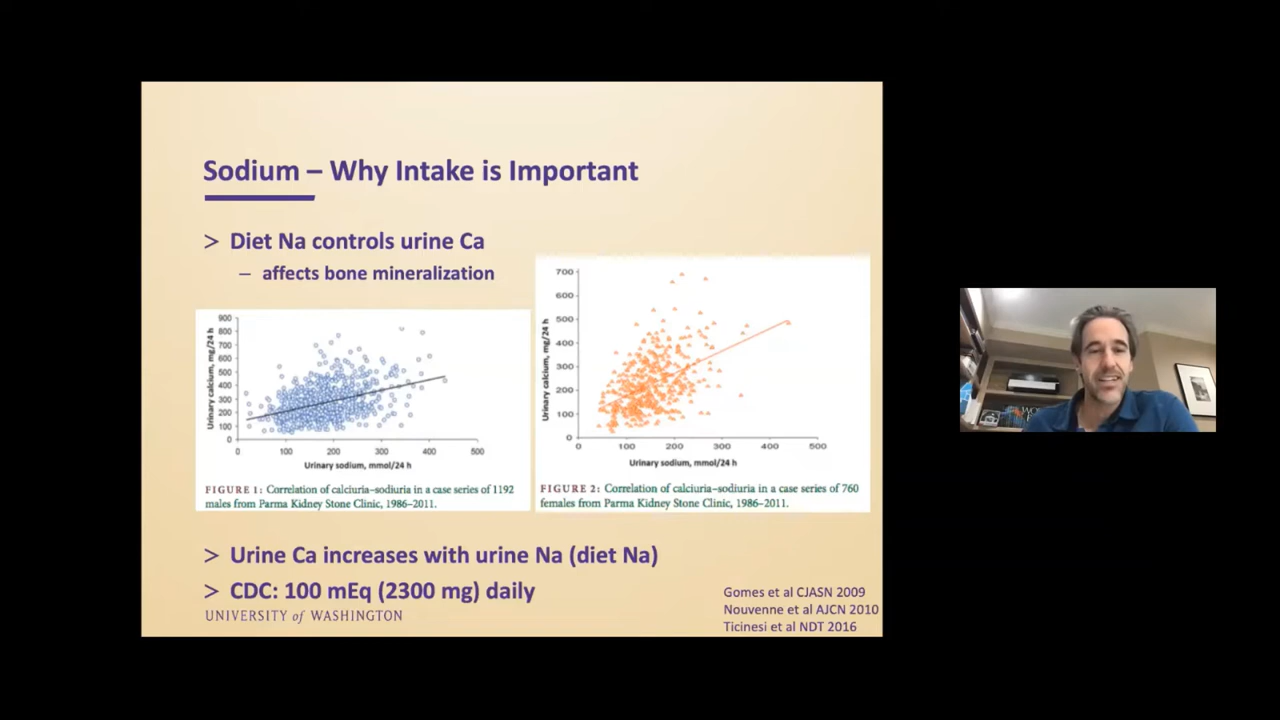 Sodium – Why Intake is Important
> Diet Na controls urine Ca
– affects bone mineralization
900
800
700
600
500
400
300
200
100
0
Urinary calcium, mg/24 h
0 100 200 300 400 500
Urinary sodium, mmol/24 h
FIGURE 1: Correlation of calciuria–sodiuria in a case series of 1192
males from Parma Kidney Stone Clinic, 1986–2011.
700
600
500
400
300
200
100
0
Urinary calcium, mg/24 h
0 100 200 300 400 500
Urinary sodium, mmol/24 h
FIGURE 2: Correlation of calciuria–sodiuria in a case series of 760
females from Parma Kidney Stone Clinic, 1986–2011.
> Urine Ca increases with urine Na (diet Na)
> CDC: 100 mEq (2300 mg) daily
UNIVERSITY of WASHINGTON
Gomes et al CJASN 2009
Nouvenne et al AJCN 2010
Ticinesi et al NDT 2016